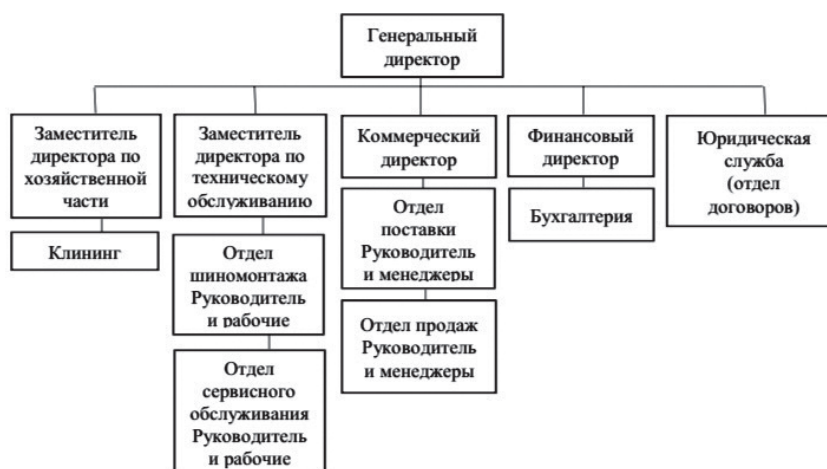 Генеральный
директор
Заместитель
директора по
хозяйственной
части
Клининг
Заместитель
директора по
техническому
обслуживанию
Отдел
шиномонтажа
Руководитель
и рабочие
Отдел
сервисного
обслуживания
Руководитель
и рабочие
Коммерческий
директор
Отдел
поставки
Руководитель
и менеджеры
Отдел продаж
Руководитель
и менеджеры
Финансовый
директор
Бухгалтерия
Юридическая
служба
(отдел
договоров)